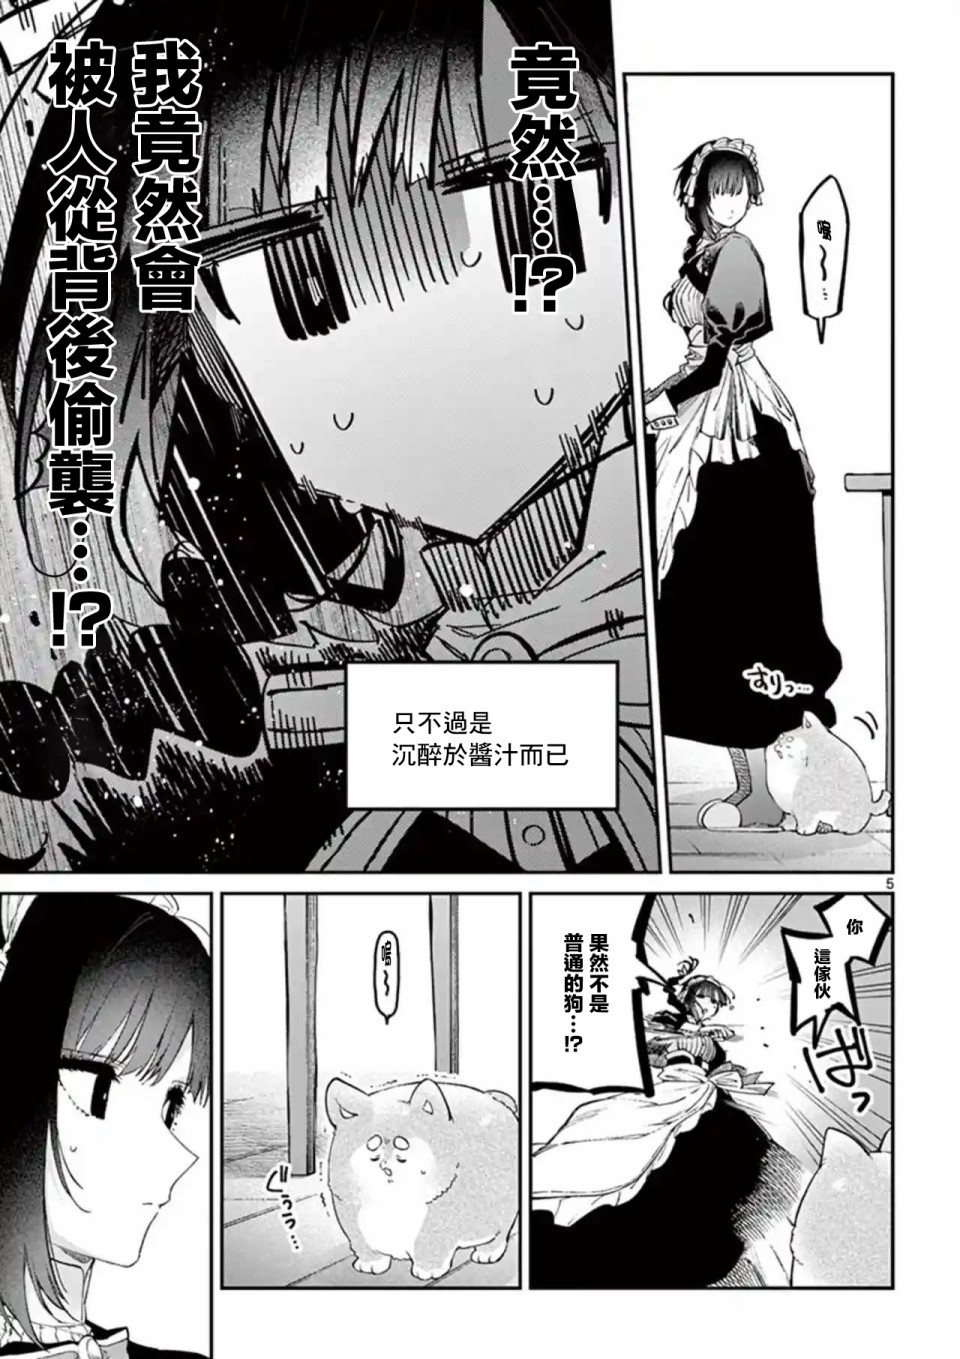 嗚～～
すりっ…
竟然…⁉
我竟然會
被人從背後偷襲…⁉
只不過是
沉醉於醬汁而已
5
你
這傢伙
ばっ
果然不是
普通的狗…⁉
嗚～～
ぐぅぅっ